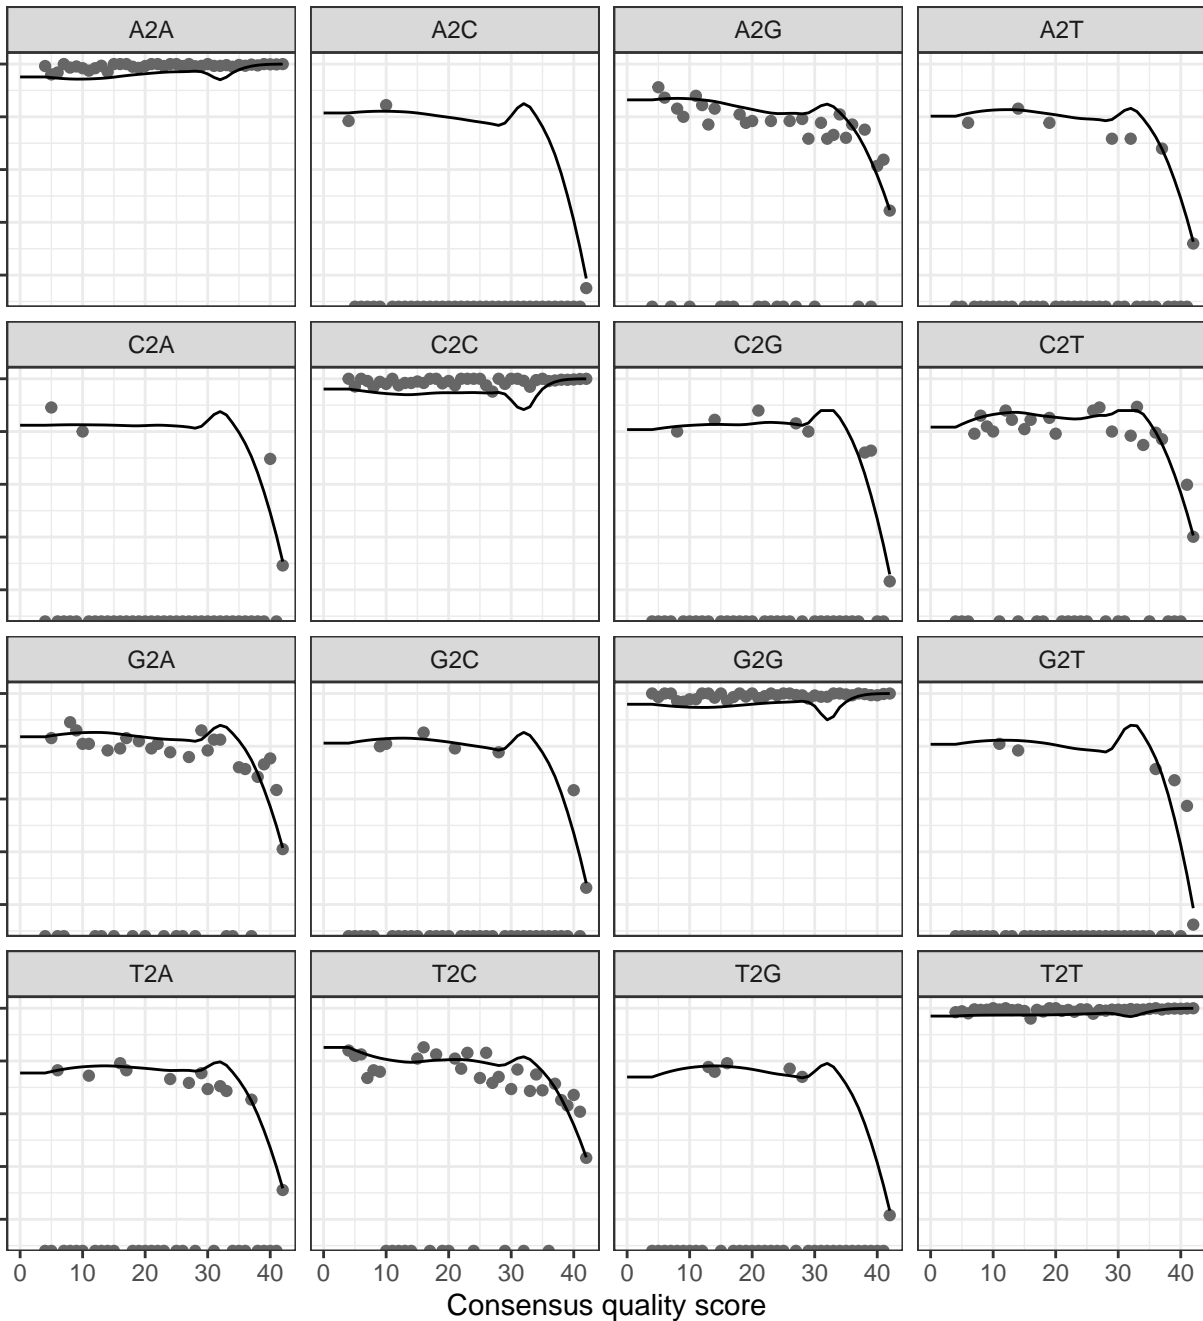 A2A A2C A2G A2T
C2A C2C C2G C2T
G2A G2C G2G G2T
T2A T2C T2G T2T
0 10 20 30 40 0 10 20 30 40 0 10 20 30 40 0 10 20 30 40
Consensus quality score